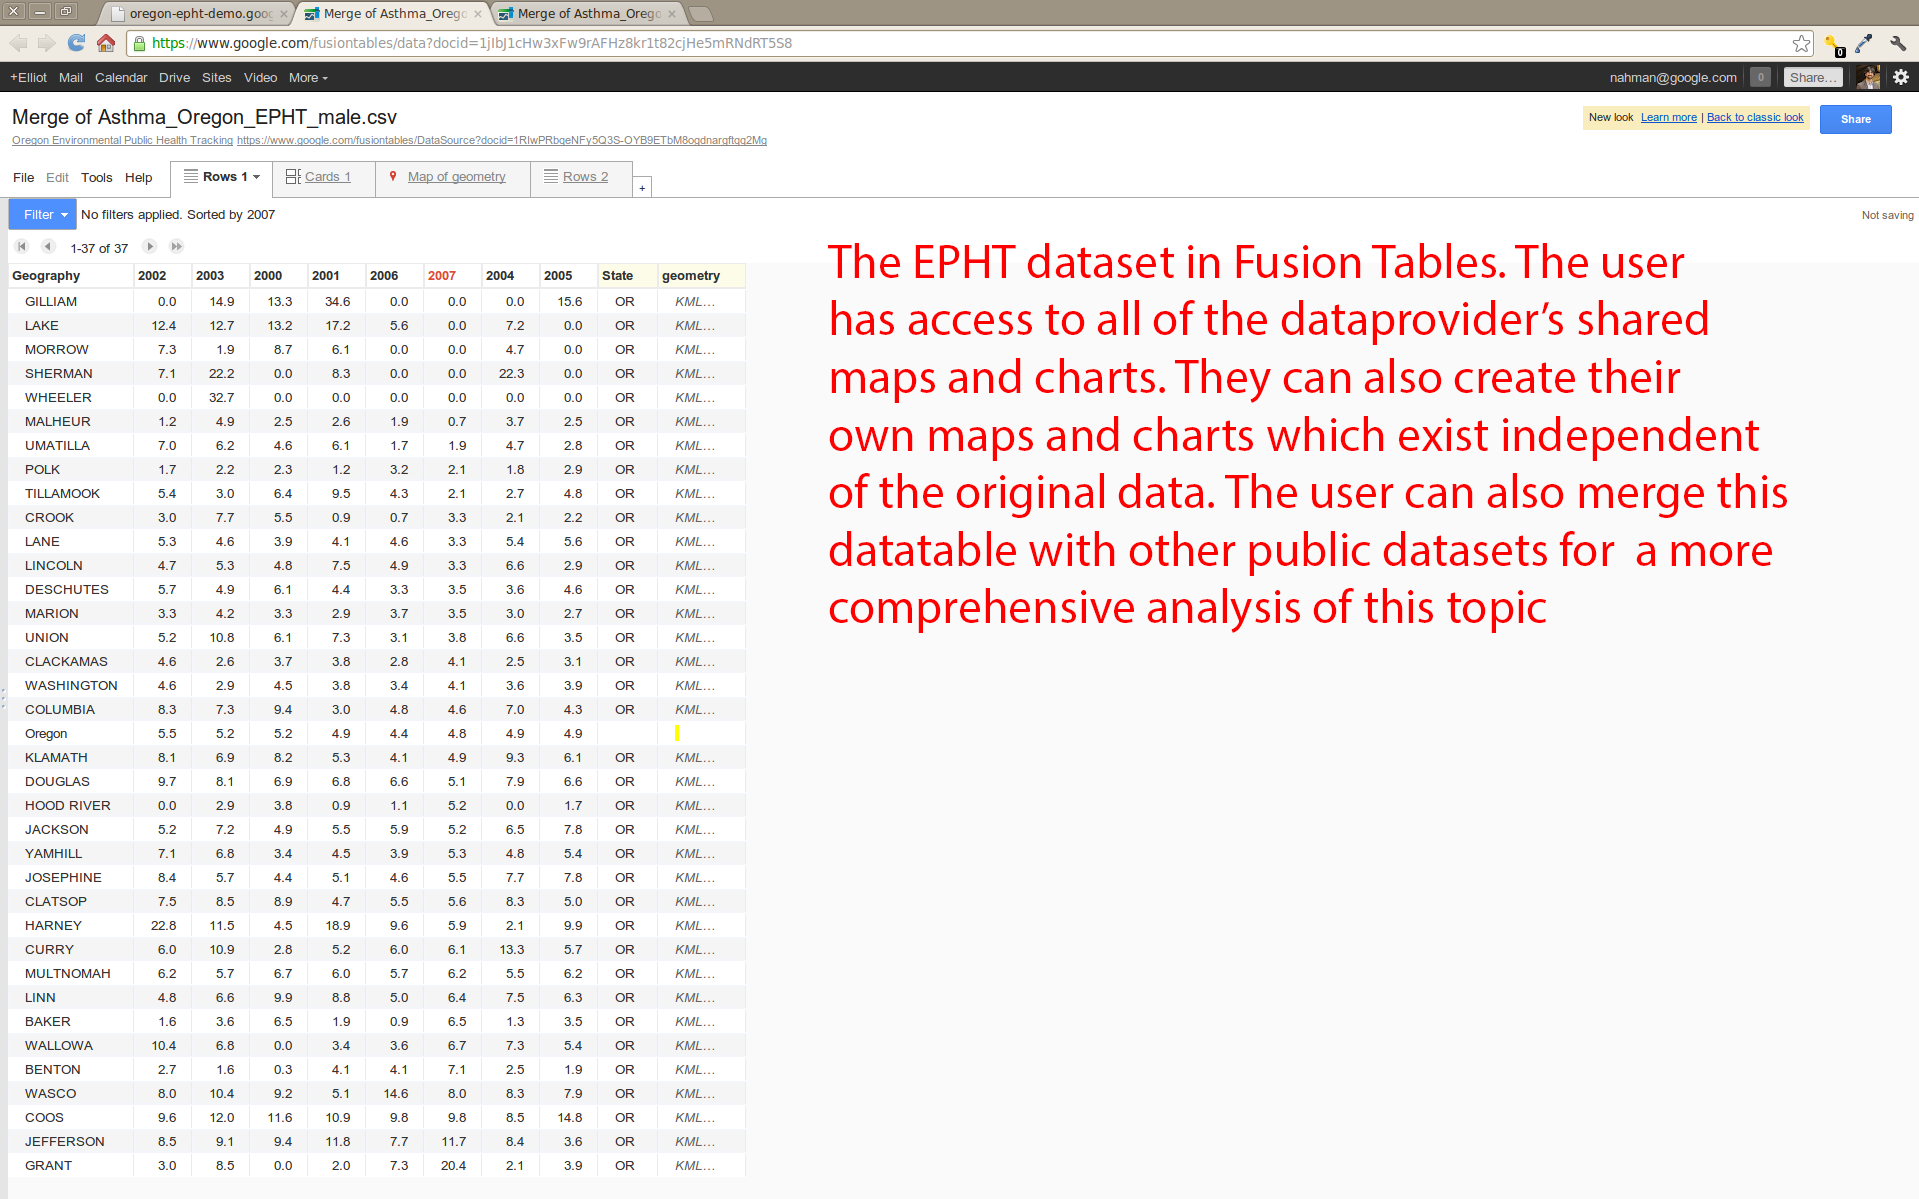 oregon-epht-demo.goog
Merge of Asthma_Orego
Merge of Asthma_Orego
https://www.google.com/fusiontables/data?docid=1jIbJ1cHw3xFw9rAFHz8kr1t82cjHe5mRNdRT5S8
0
+Elliot Mail Calendar Drive Sites Video More
nahman@google.com 0 Share...
Merge of Asthma_Oregon_EPHT_male.csv
New look Learn more | Back to classic look
Share
Oregon Environmental Public Health Tracking https://www.google.com/fusiontables/DataSource?docid=1RIwPRbgeNFy5Q3S-OYB9ETbM8ogdnarqftqg2Mg
File Edit Tools Help Rows 1 Cards 1 Map of geometry Rows 2 +
Filter No filters applied. Sorted by 2007
Not saving
1-37 of 37
Geography 2002 2003 2000 2001 2006 2007 2004 2005 State geometry
GILLIAM 0.0 14.9 13.3 34.6 0.0 0.0 0.0 15.6 OR KML...
LAKE 12.4 12.7 13.2 17.2 5.6 0.0 7.2 0.0 OR KML...
MORROW 7.3 1.9 8.7 6.1 0.0 0.0 4.7 0.0 OR KML...
SHERMAN 7.1 22.2 0.0 8.3 0.0 0.0 22.3 0.0 OR KML...
WHEELER 0.0 32.7 0.0 0.0 0.0 0.0 0.0 0.0 OR KML...
MALHEUR 1.2 4.9 2.5 2.6 1.9 0.7 3.7 2.5 OR KML...
UMATILLA 7.0 6.2 4.6 6.1 1.7 1.9 4.7 2.8 OR KML...
POLK 1.7 2.2 2.3 1.2 3.2 2.1 1.8 2.9 OR KML...
TILLAMOOK 5.4 3.0 6.4 9.5 4.3 2.1 2.7 4.8 OR KML...
CROOK 3.0 7.7 5.5 0.9 0.7 3.3 2.1 2.2 OR KML...
LANE 5.3 4.6 3.9 4.1 4.6 3.3 5.4 5.6 OR KML...
LINCOLN 4.7 5.3 4.8 7.5 4.9 3.3 6.6 2.9 OR KML...
DESCHUTES 5.7 4.9 6.1 4.4 3.3 3.5 3.6 4.6 OR KML...
MARION 3.3 4.2 3.3 2.9 3.7 3.5 3.0 2.7 OR KML...
UNION 5.2 10.8 6.1 7.3 3.1 3.8 6.6 3.5 OR KML...
CLACKAMAS 4.6 2.6 3.7 3.8 2.8 4.1 2.5 3.1 OR KML...
WASHINGTON 4.6 2.9 4.5 3.8 3.4 4.1 3.6 3.9 OR KML...
COLUMBIA 8.3 7.3 9.4 3.0 4.8 4.6 7.0 4.3 OR KML...
Oregon 5.5 5.2 5.2 4.9 4.4 4.8 4.9 4.9
KLAMATH 8.1 6.9 8.2 5.3 4.1 4.9 9.3 6.1 OR KML...
DOUGLAS 9.7 8.1 6.9 6.8 6.6 5.1 7.9 6.6 OR KML...
HOOD RIVER 0.0 2.9 3.8 0.9 1.1 5.2 0.0 1.7 OR KML...
JACKSON 5.2 7.2 4.9 5.5 5.9 5.2 6.5 7.8 OR KML...
YAMHILL 7.1 6.8 3.4 4.5 3.9 5.3 4.8 5.4 OR KML...
JOSEPHINE 8.4 5.7 4.4 5.1 4.6 5.5 7.7 7.8 OR KML...
CLATSOP 7.5 8.5 8.9 4.7 5.5 5.6 8.3 5.0 OR KML...
HARNEY 22.8 11.5 4.5 18.9 9.6 5.9 2.1 9.9 OR KML...
CURRY 6.0 10.9 2.8 5.2 6.0 6.1 13.3 5.7 OR KML...
MULTNOMAH 6.2 5.7 6.7 6.0 5.7 6.2 5.5 6.2 OR KML...
LINN 4.8 6.6 9.9 8.8 5.0 6.4 7.5 6.3 OR KML...
BAKER 1.6 3.6 6.5 1.9 0.9 6.5 1.3 3.5 OR KML...
WALLOWA 10.4 6.8 0.0 3.4 3.6 6.7 7.3 5.4 OR KML...
BENTON 2.7 1.6 0.3 4.1 4.1 7.1 2.5 1.9 OR KML...
WASCO 8.0 10.4 9.2 5.1 14.6 8.0 8.3 7.9 OR KML...
COOS 9.6 12.0 11.6 10.9 9.8 9.8 8.5 14.8 OR KML...
JEFFERSON 8.5 9.1 9.4 11.8 7.7 11.7 8.4 3.6 OR KML...
GRANT 3.0 8.5 0.0 2.0 7.3 20.4 2.1 3.9 OR KML...
The EPHT dataset in Fusion Tables. The user
has access to all of the dataprovider’s shared
maps and charts. They can also create their
own maps and charts which exist independent
of the original data. The user can also merge this
datatable with other public datasets for  a more
comprehensive analysis of this topic